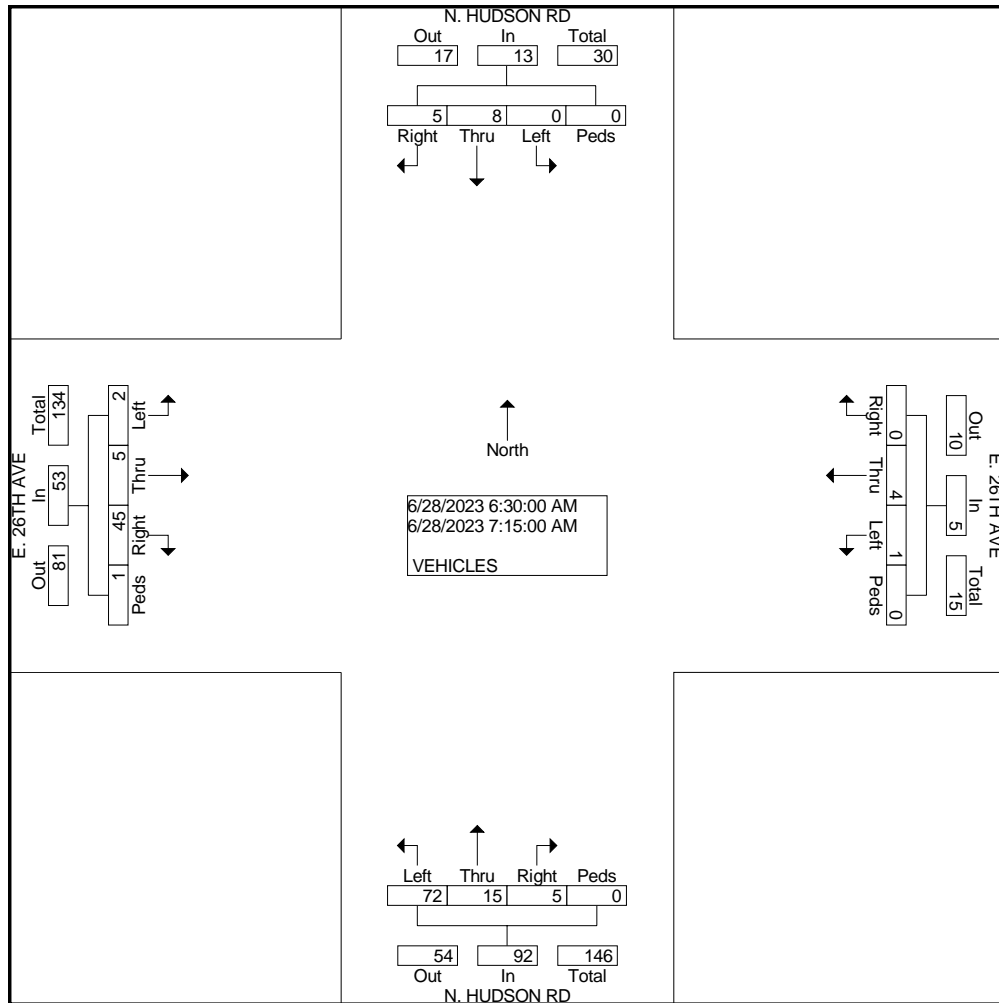 N. HUDSON RD
Out In Total
17 13 30
5 8 0 0
Right Thru Left Peds
E. 26TH AVE
Total In Out
134 53 81
2 5 45 1
Left Thru Right Peds
North
6/28/2023 6:30:00 AM
6/28/2023 7:15:00 AM
VEHICLES
Right Thru Left Peds
0 4 1 0
Out In Total
10 5 15
E. 26TH AVE
Left Thru Right Peds
72 15 5 0
54 92 146
Out In Total
N. HUDSON RD